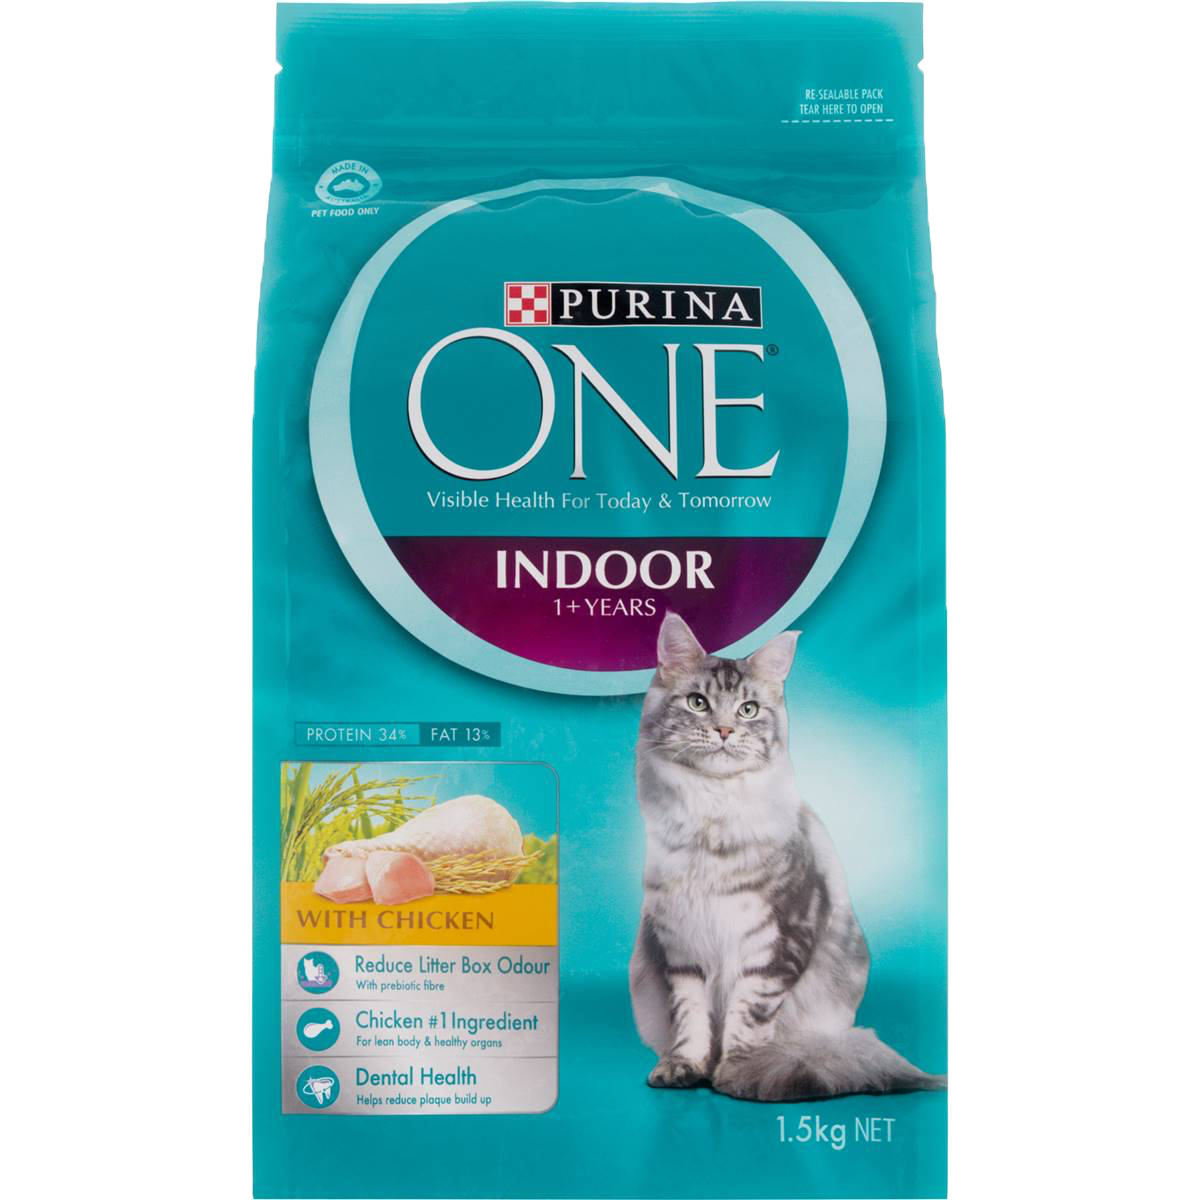 RE-SEALABLE PACK
TEAR HERE TO OPEN
MADE IN
AUSTRALIA
PET FOOD ONLY
PURINA
ONE®
Visible Health For Today & Tomorrow
INDOOR
1+ YEARS
PROTEIN 34% FAT 13%
WITH CHICKEN
Reduce Litter Box Odour
With prebiotic fibre
Chicken #1 Ingredient
For lean body & healthy organs
Dental Health
Helps reduce plaque build up
1.5kg NET